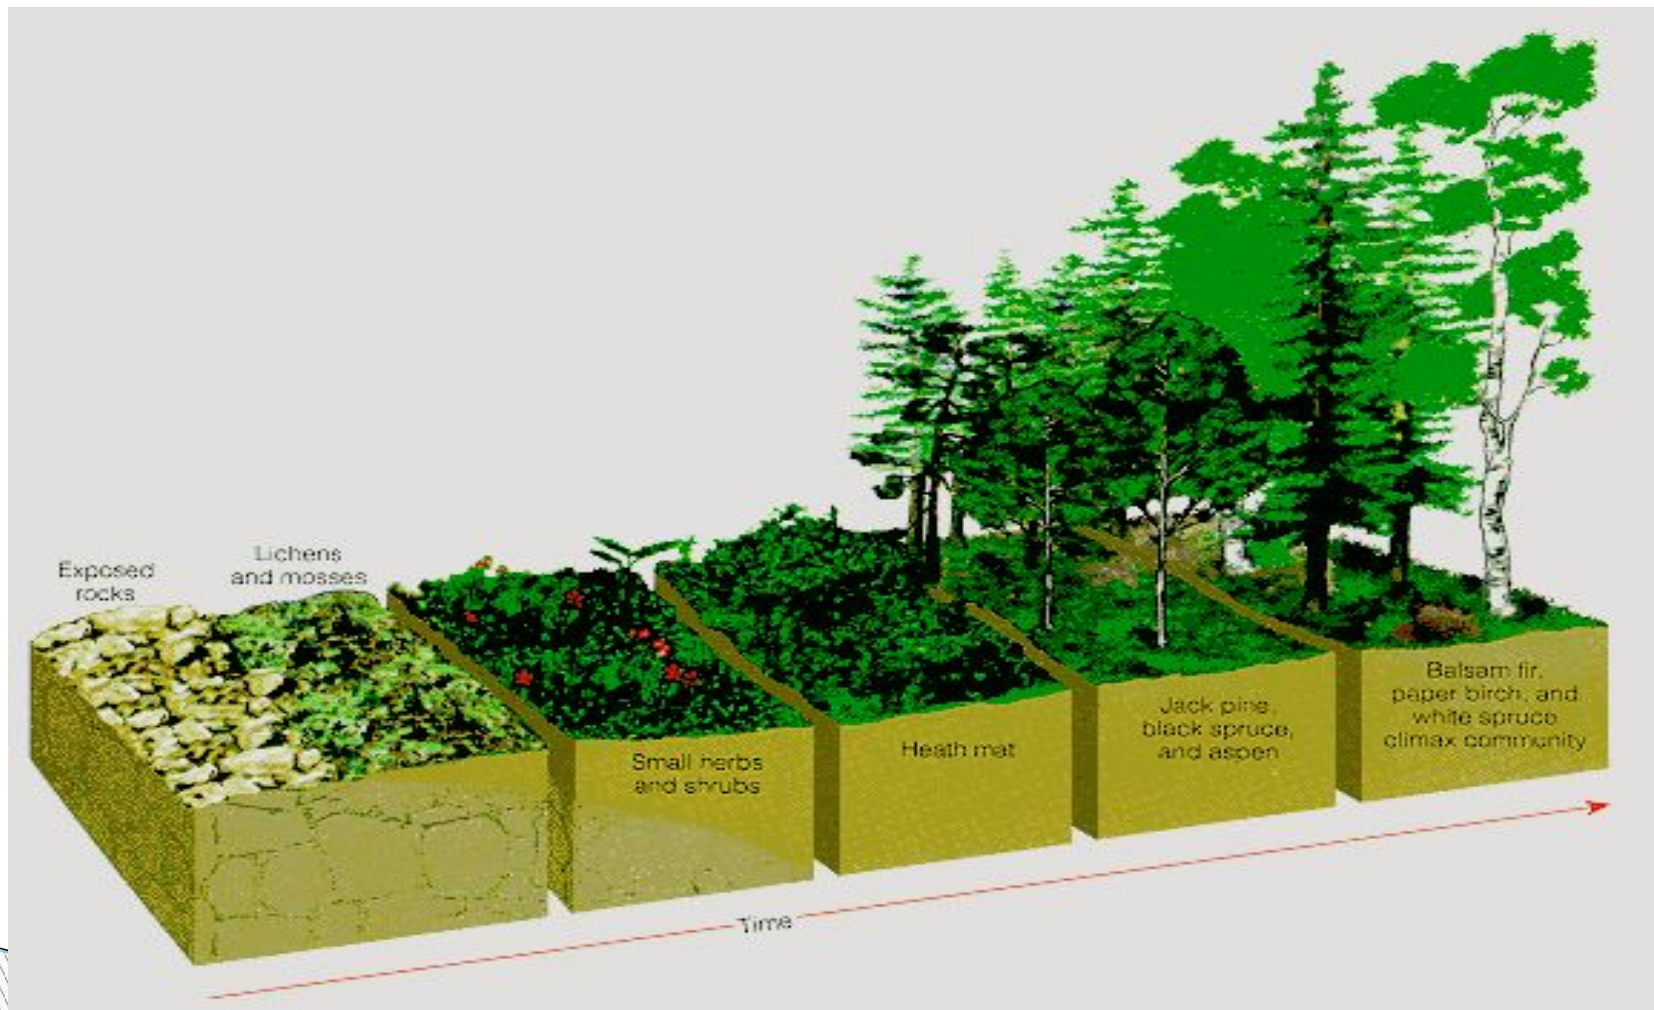 Exposed
rocks
Lichens
and mosses
Small herbs
and shrubs
Heath mat
Jack pine,
black spruce,
and aspen
Balsam fir,
paper birch, and
white spruce
climax community
Time